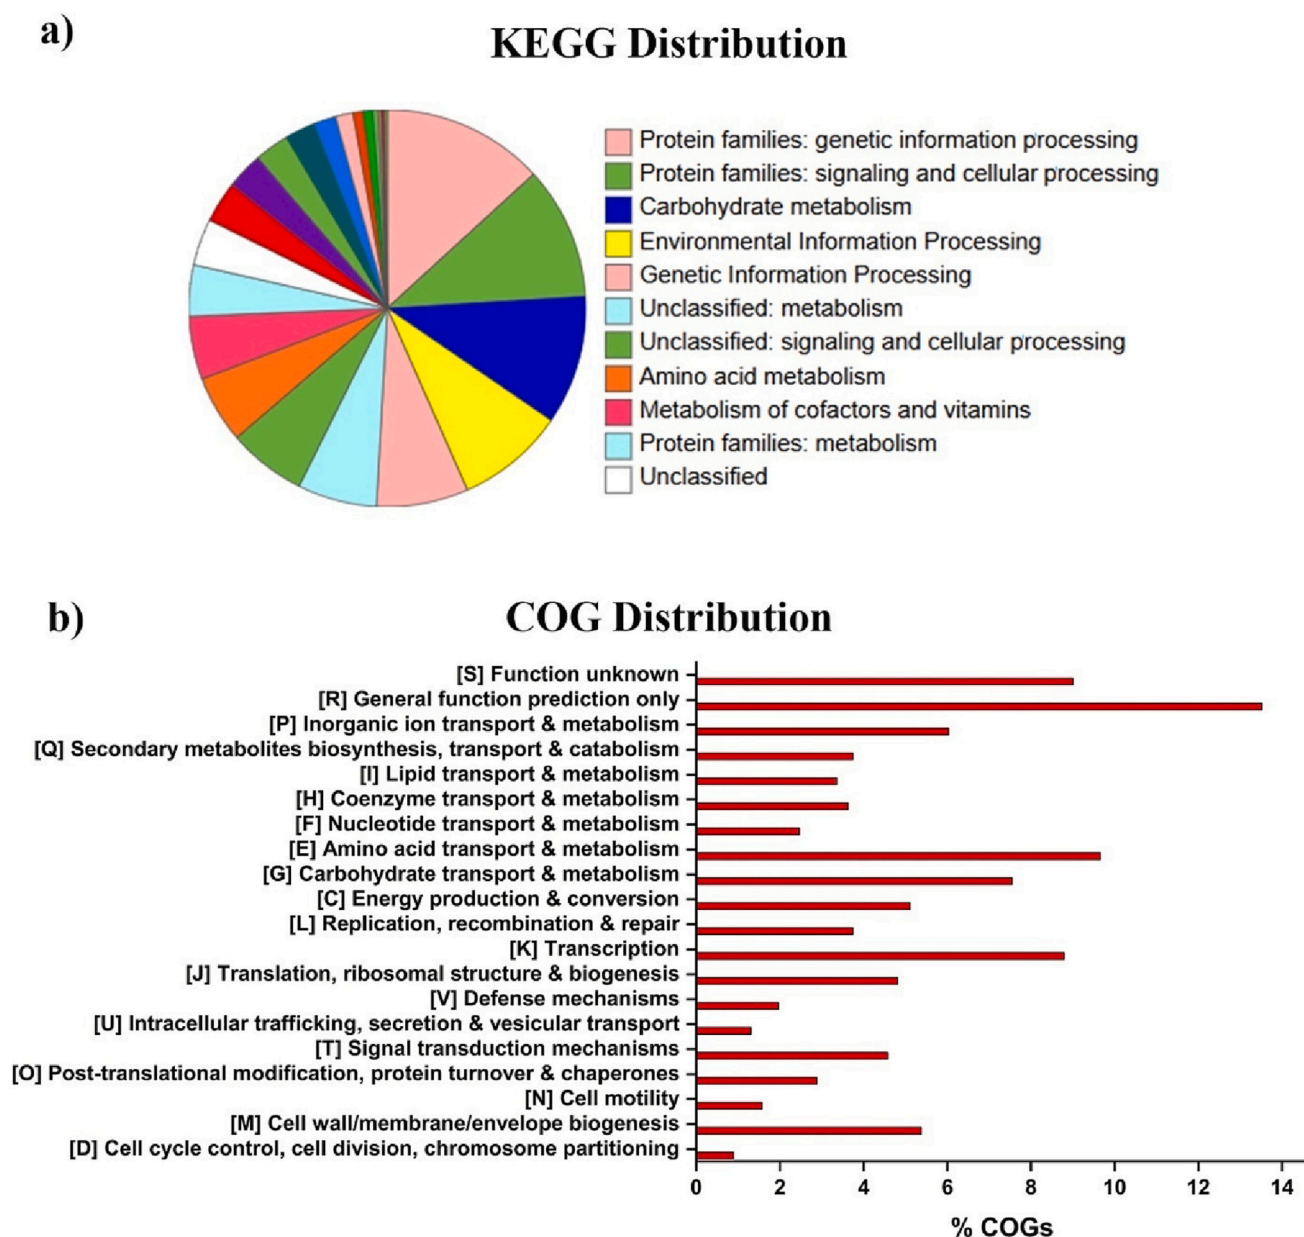 a)
KEGG Distribution
Protein families: genetic information processing
Protein families: signaling and cellular processing
Carbohydrate metabolism
Environmental Information Processing
Genetic Information Processing
Unclassified: metabolism
Unclassified: signaling and cellular processing
Amino acid metabolism
Metabolism of cofactors and vitamins
Protein families: metabolism
Unclassified
b)
COG Distribution
[S] Function unknown
[R] General function prediction only
[P] Inorganic ion transport & metabolism
[Q] Secondary metabolites biosynthesis, transport & catabolism
[I] Lipid transport & metabolism
[H] Coenzyme transport & metabolism
[F] Nucleotide transport & metabolism
[E] Amino acid transport & metabolism
[G] Carbohydrate transport & metabolism
[C] Energy production & conversion
[L] Replication, recombination & repair
[K] Transcription
[J] Translation, ribosomal structure & biogenesis
[V] Defense mechanisms
[U] Intracellular trafficking, secretion & vesicular transport
[T] Signal transduction mechanisms
[O] Post-translational modification, protein turnover & chaperones
[N] Cell motility
[M] Cell wall/membrane/envelope biogenesis
[D] Cell cycle control, cell division, chromosome partitioning
0 2 4 6 8 10 12 14
% COGs